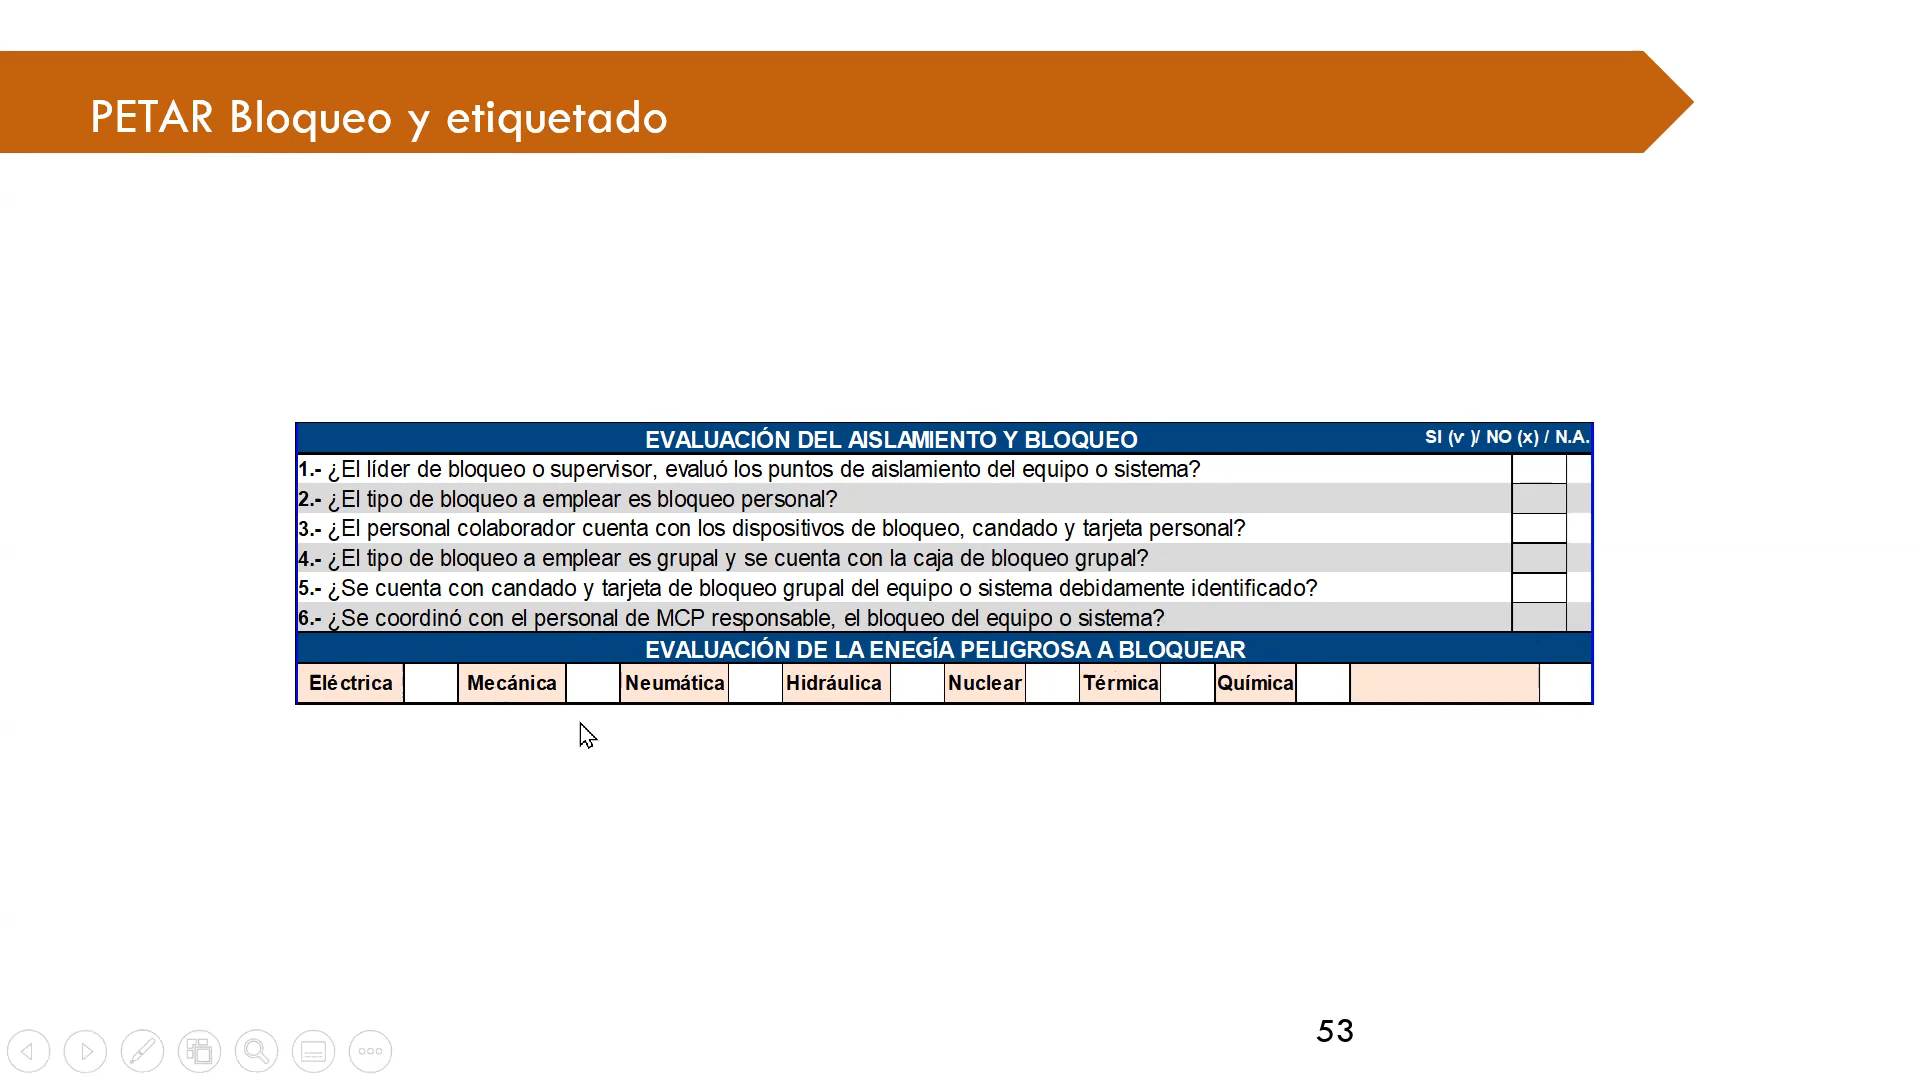 PETAR Bloqueo y etiquetado
EVALUACIÓN DEL AISLAMIENTO Y BLOQUEO SI (v )/ NO (x) / N.A.
1.- ¿El líder de bloqueo o supervisor, evaluó los puntos de aislamiento del equipo o sistema?
2.- ¿El tipo de bloqueo a emplear es bloqueo personal?
3.- ¿El personal colaborador cuenta con los dispositivos de bloqueo, candado y tarjeta personal?
4.- ¿El tipo de bloqueo a emplear es grupal y se cuenta con la caja de bloqueo grupal?
5.- ¿Se cuenta con candado y tarjeta de bloqueo grupal del equipo o sistema debidamente identificado?
6.- ¿Se coordinó con el personal de MCP responsable, el bloqueo del equipo o sistema?
EVALUACIÓN DE LA ENEGÍA PELIGROSA A BLOQUEAR
Eléctrica Mecánica Neumática Hidráulica Nuclear Térmica Química
53